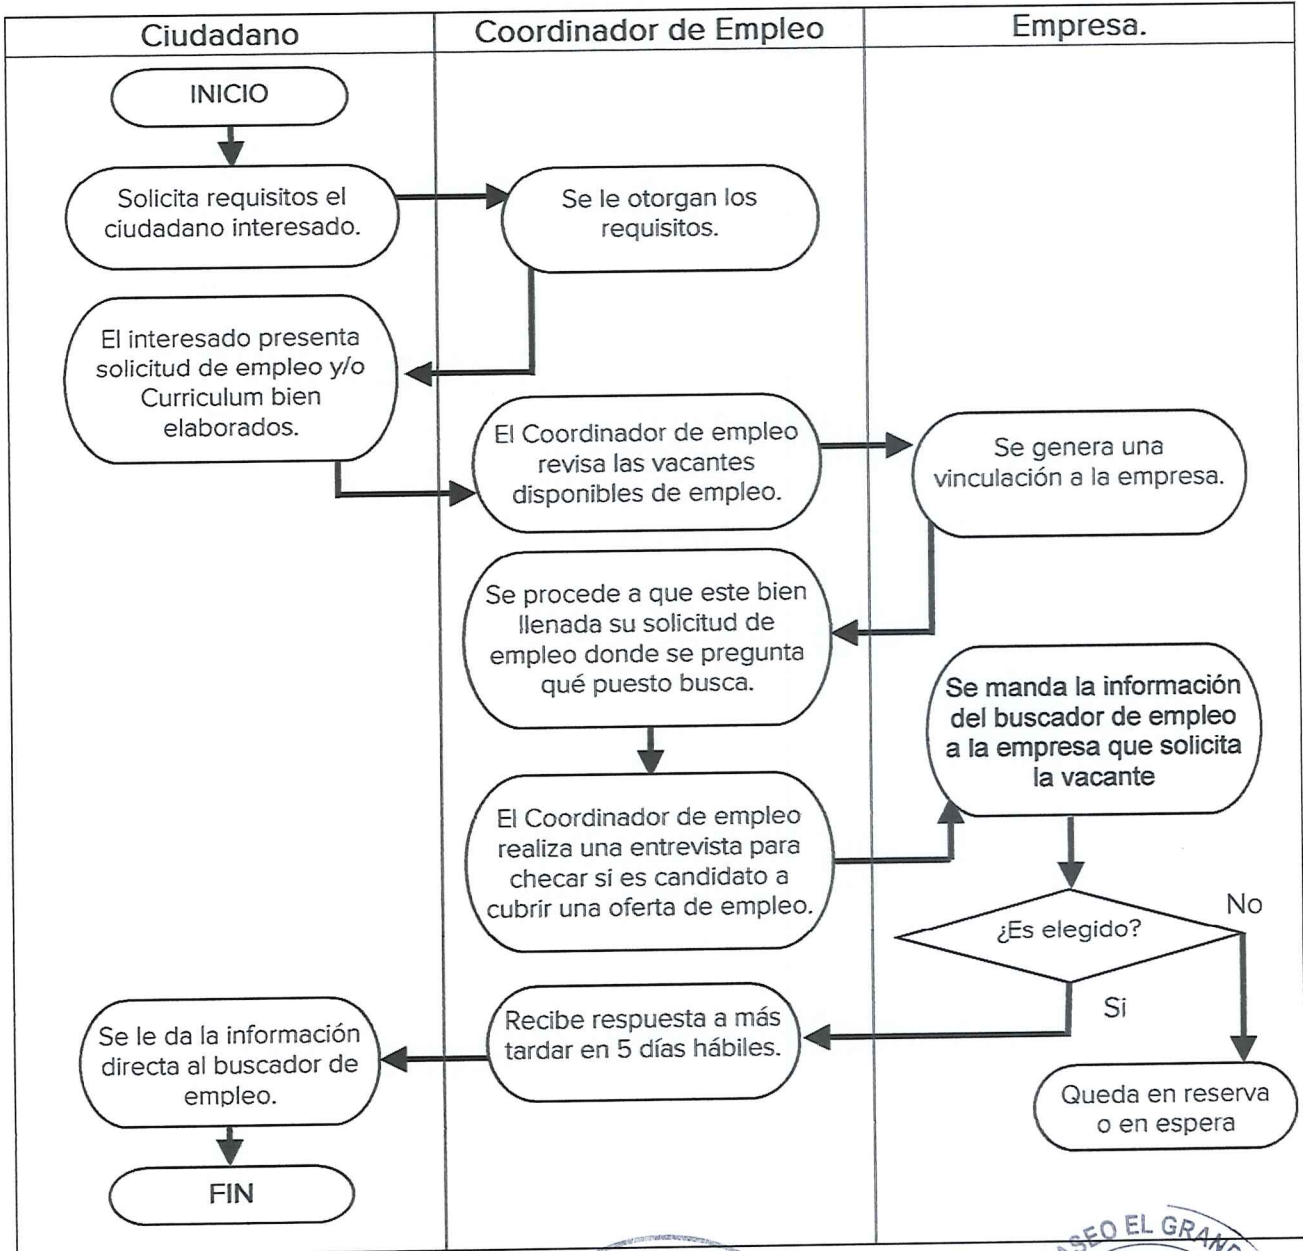 Ciudadano
Coordinador de Empleo
Empresa.
INICIO
Solicita requisitos el
ciudadano interesado.
Se le otorgan los
requisitos.
El interesado presenta
solicitud de empleo y/o
Curriculum bien
elaborados.
El Coordinador de empleo
revisa las vacantes
disponibles de empleo.
Se genera una
vinculación a la empresa.
Se procede a que este bien
llenada su solicitud de
empleo donde se pregunta
qué puesto busca.
El Coordinador de empleo
realiza una entrevista para
checar si es candidato a
cubrir una oferta de empleo.
Se manda la información
del buscador de empleo
a la empresa que solicita
la vacante
¿Es elegido?
No
Si
Recibe respuesta a más
tardar en 5 días hábiles.
Se le da la información
directa al buscador de
empleo.
Queda en reserva
o en espera
FIN
EL